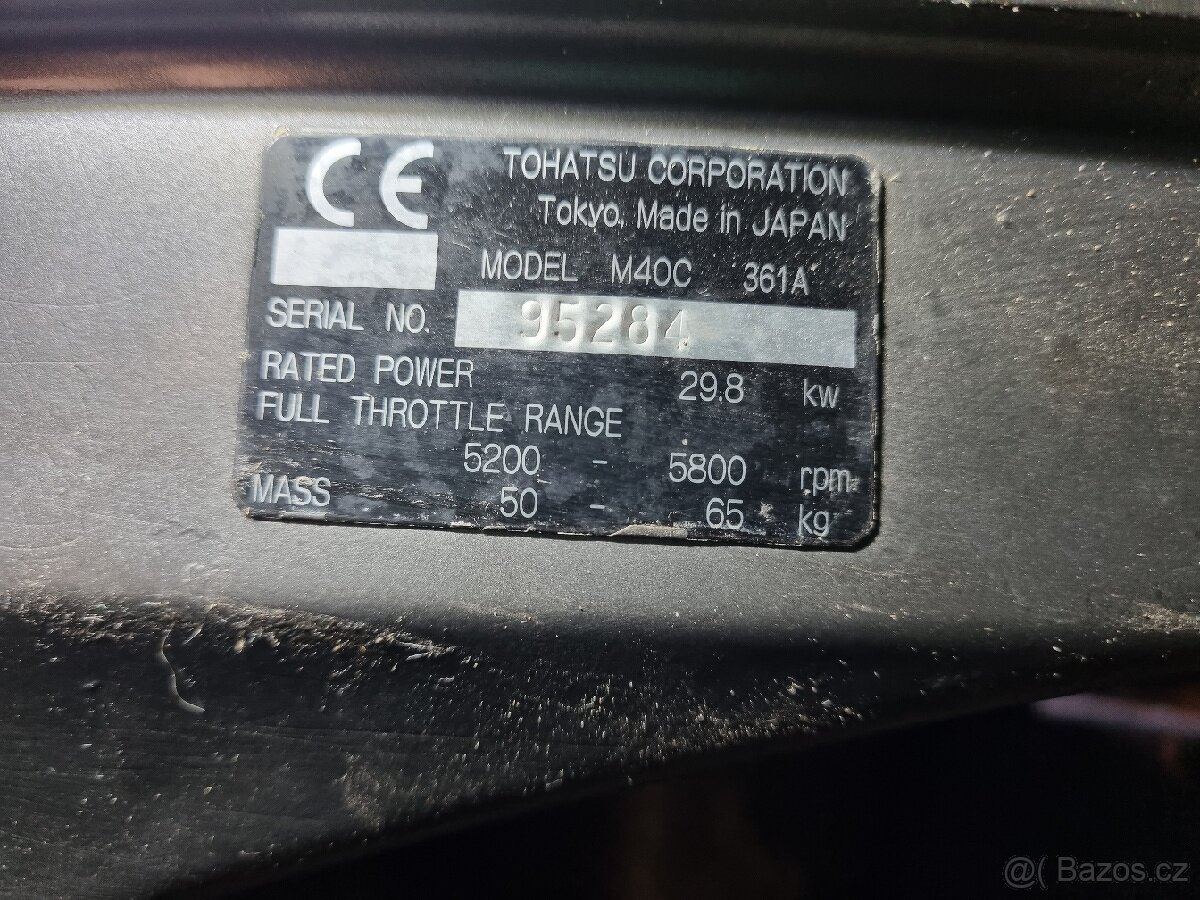 CE
TOHATSU CORPORATION
Tokyo, Made in JAPAN
MODEL M40C 361A
SERIAL NO. 95284
RATED POWER 29.8 kw
FULL THROTTLE RANGE
5200 - 5800 rpm
MASS 50 - 65 kg
@( Bazos.cz